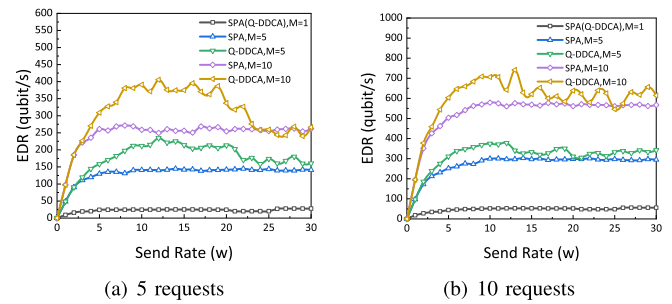 600
550
500
450
400
350
300
250
200
150
100
50
0
EDR (qubit/s)
SPA(Q-DDCA),M=1
SPA,M=5
Q-DDCA,M=5
SPA,M=10
Q-DDCA,M=10
0 5 10 15 20 25 30
Send Rate (w)
(a) 5 requests
1000
900
800
700
600
500
400
300
200
100
0
EDR (qubit/s)
SPA(Q-DDCA),M=1
SPA,M=5
Q-DDCA,M=5
SPA,M=10
Q-DDCA,M=10
0 5 10 15 20 25 30
Send Rate (w)
(b) 10 requests